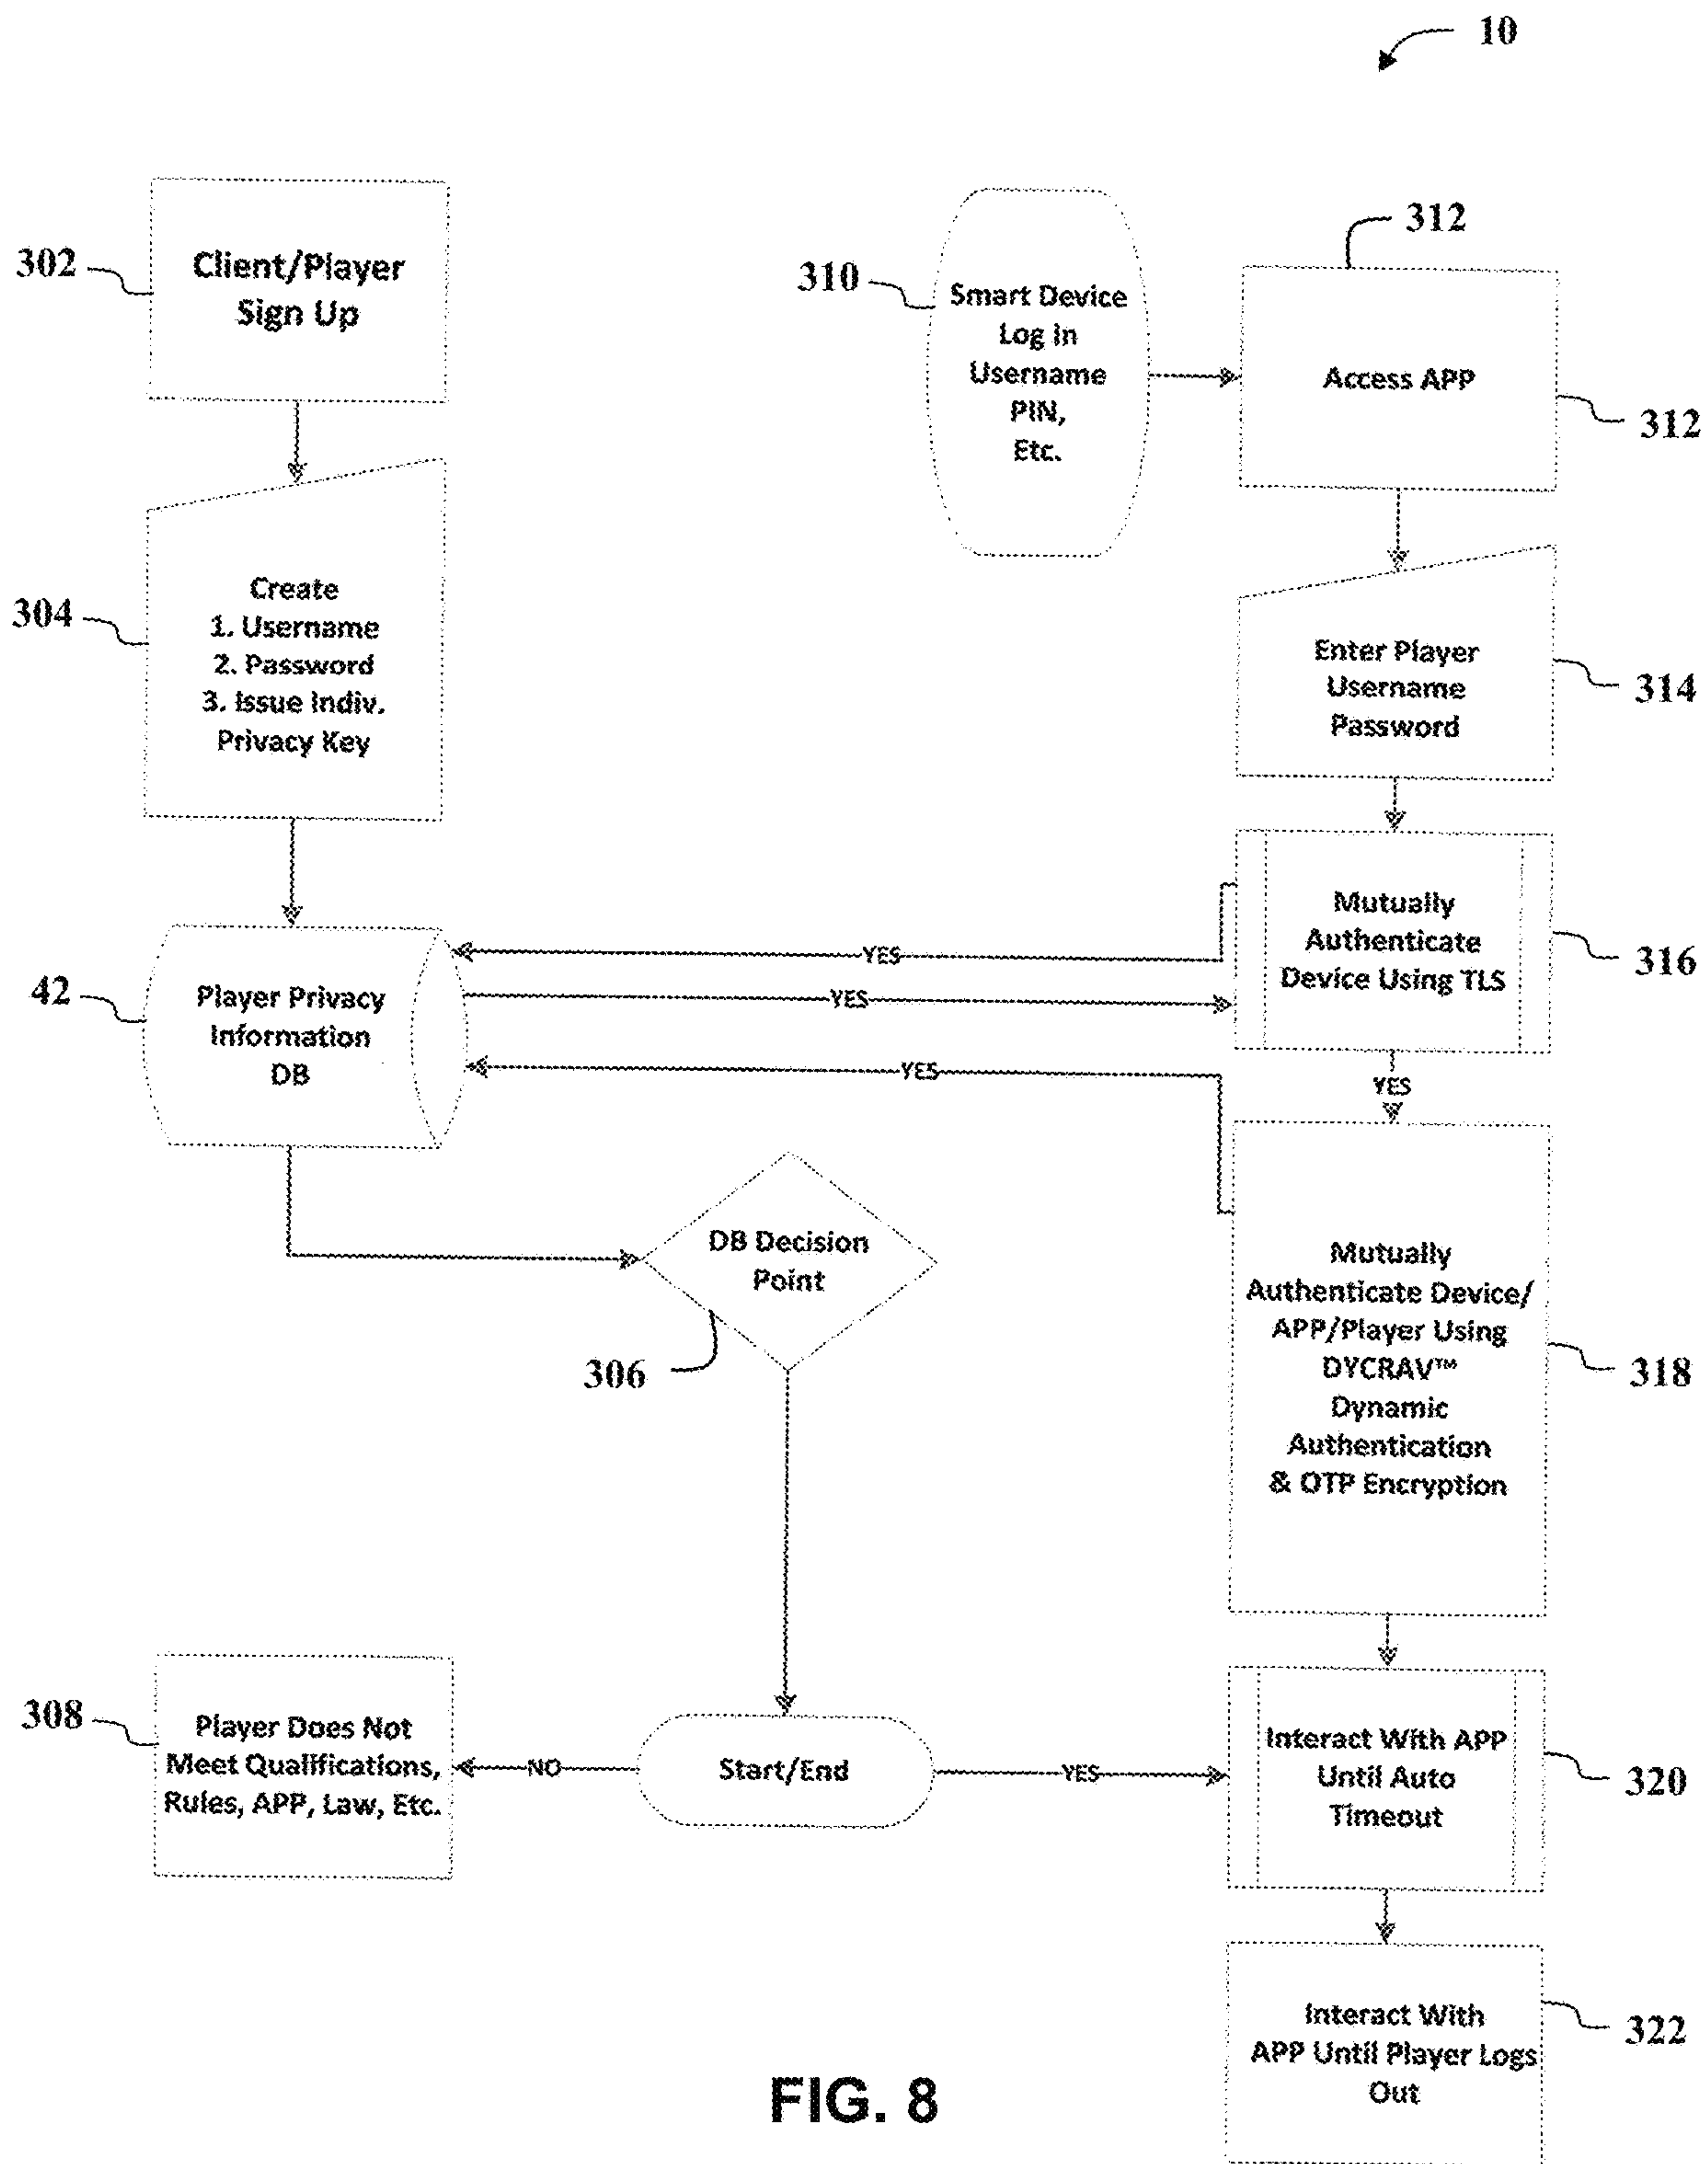 10
302
Client/Player
Sign Up
310
Smart Device
Log in
Username
PIN,
Etc.
312
Access APP
312
304
Create
1. Username
2. Password
3. Issue Indiv.
Privacy Key
Enter Player
Username
Password
314
42
Player Privacy
Information
DB
YES
YES
YES
Mutually
Authenticate
Device Using TLS
316
YES
DB Decision
Point
306
Mutually
Authenticate Device/
APP/Player Using
DYCRAV™
Dynamic
Authentication
& OTP Encryption
318
308
Player Does Not
Meet Qualifications,
Rules, APP, Law, Etc.
NO
Start/End
YES
Interact With APP
Until Auto
Timeout
320
Interact With
APP Until Player Logs
Out
322
FIG. 8